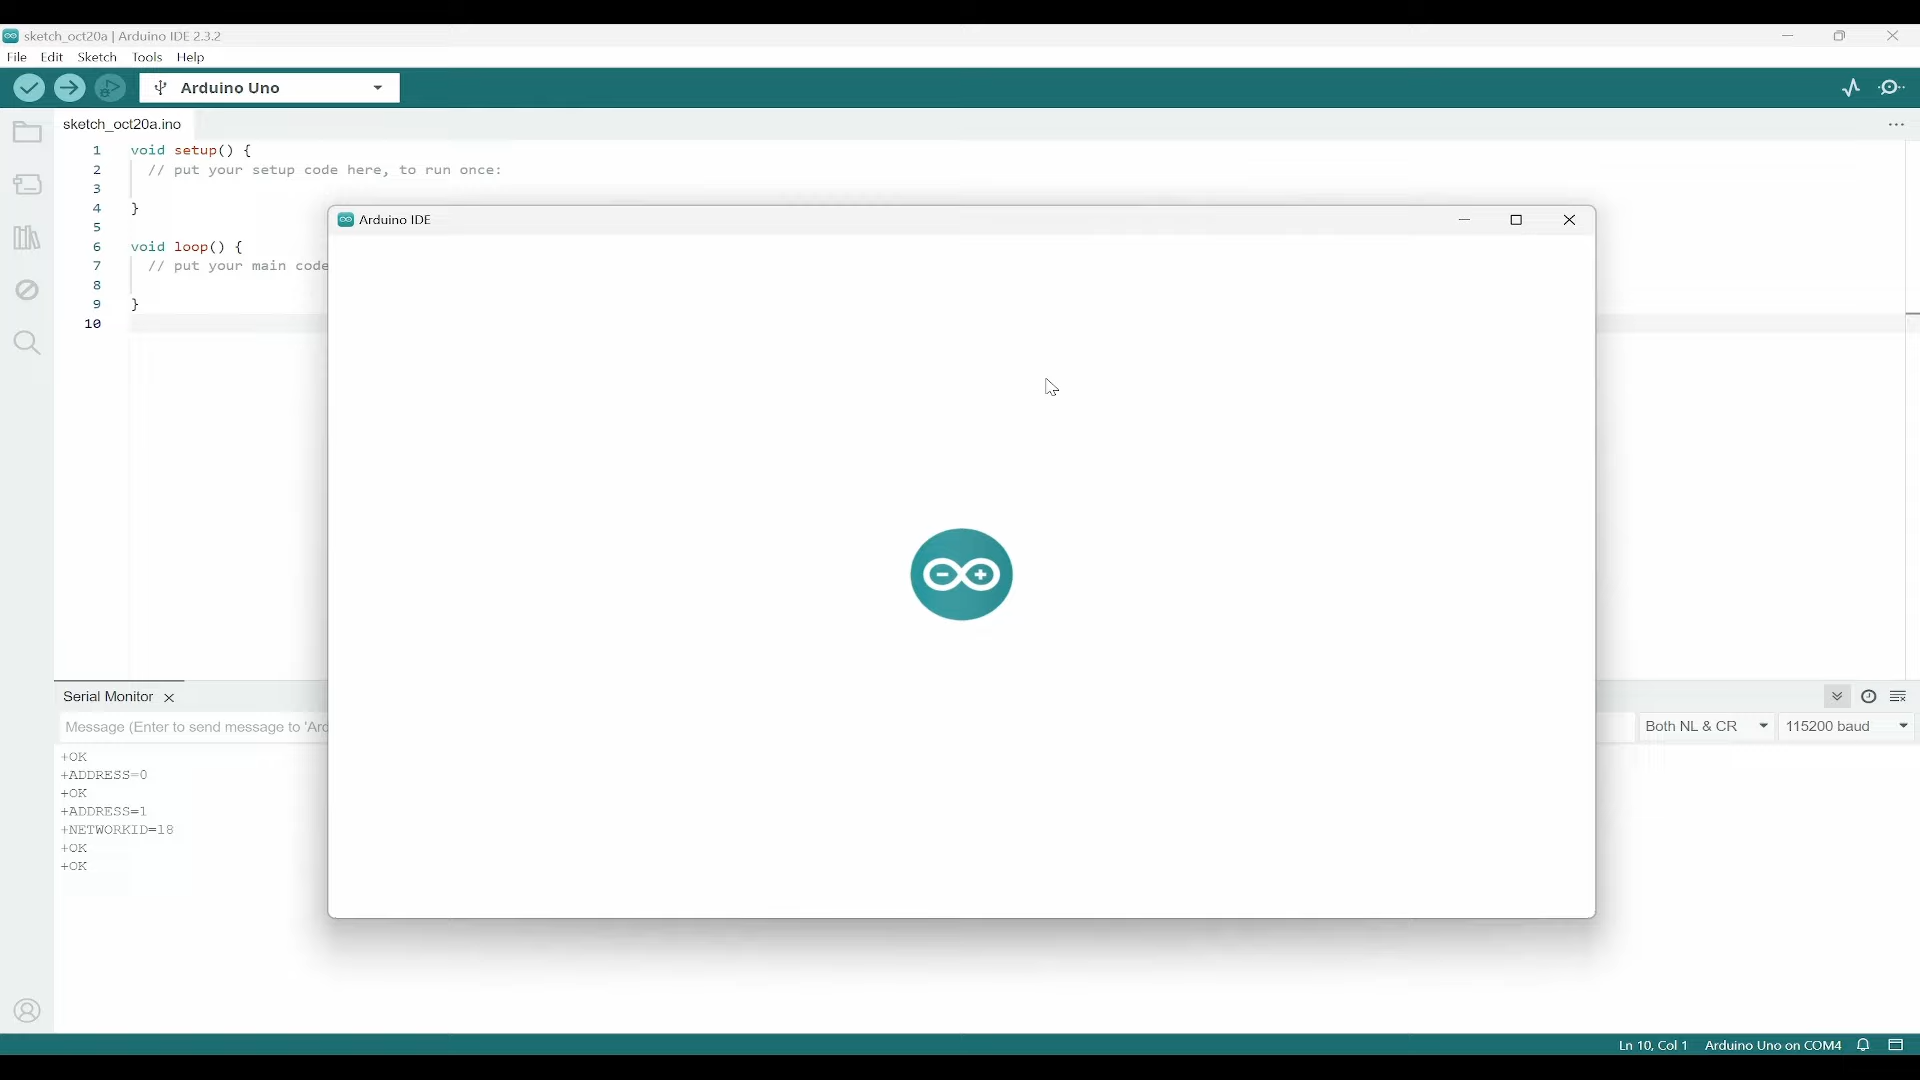 sketch_oct20a | Arduino IDE 2.3.2
File Edit Sketch Tools Help
Arduino Uno
sketch_oct20a.ino
1 void setup() {
2 // put your setup code here, to run once:
3
4 }
5
6 void loop() {
7 // put your main code
8
9 }
10
Arduino IDE
Serial Monitor
Message (Enter to send message to 'Ard
Both NL & CR 115200 baud
+OK
+ADDRESS=0
+OK
+ADDRESS=1
+NETWORKID=18
+OK
+OK
Ln 10, Col 1 Arduino Uno on COM4